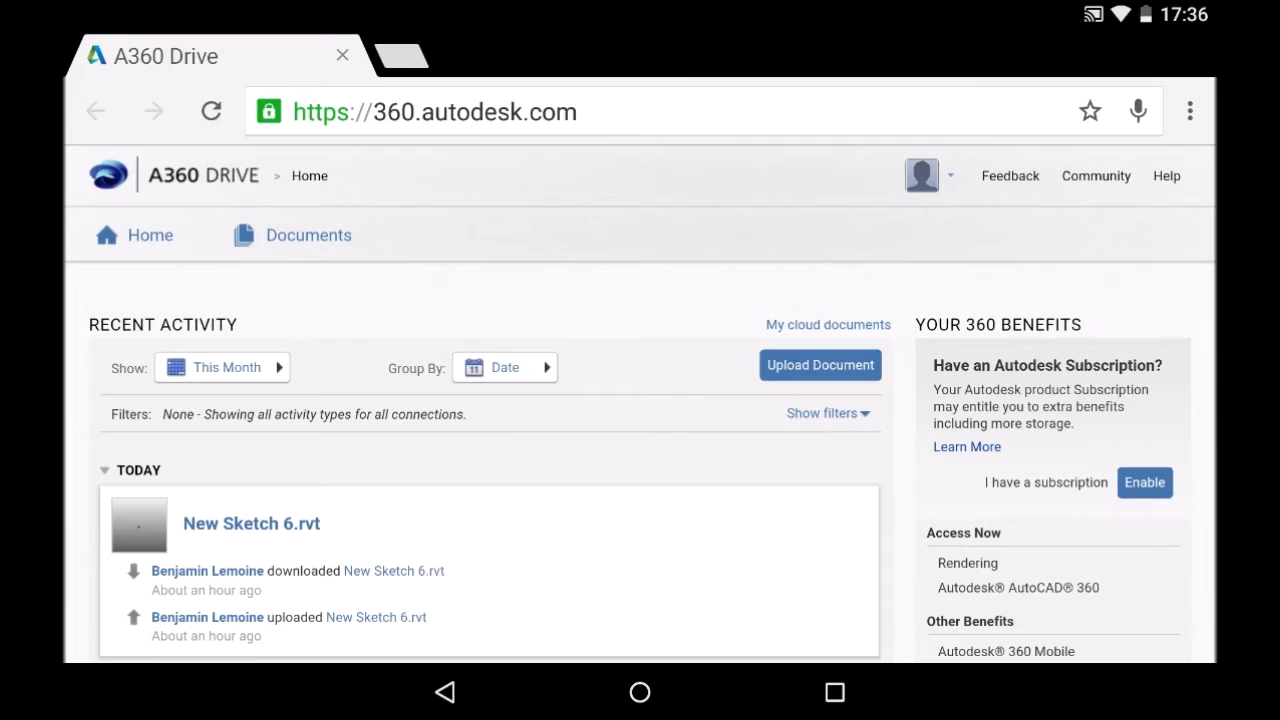 17:36
A360 Drive
https://360.autodesk.com
A360 DRIVE > Home
Feedback Community Help
Home Documents
RECENT ACTIVITY
My cloud documents
Show: This Month
Group By: Date
Upload Document
Filters: None - Showing all activity types for all connections.
Show filters
TODAY
New Sketch 6.rvt
Benjamin Lemoine downloaded New Sketch 6.rvt
About an hour ago
Benjamin Lemoine uploaded New Sketch 6.rvt
About an hour ago
YOUR 360 BENEFITS
Have an Autodesk Subscription?
Your Autodesk product Subscription
may entitle you to extra benefits
including more storage.
Learn More
I have a subscription Enable
Access Now
Rendering
Autodesk® AutoCAD® 360
Other Benefits
Autodesk® 360 Mobile